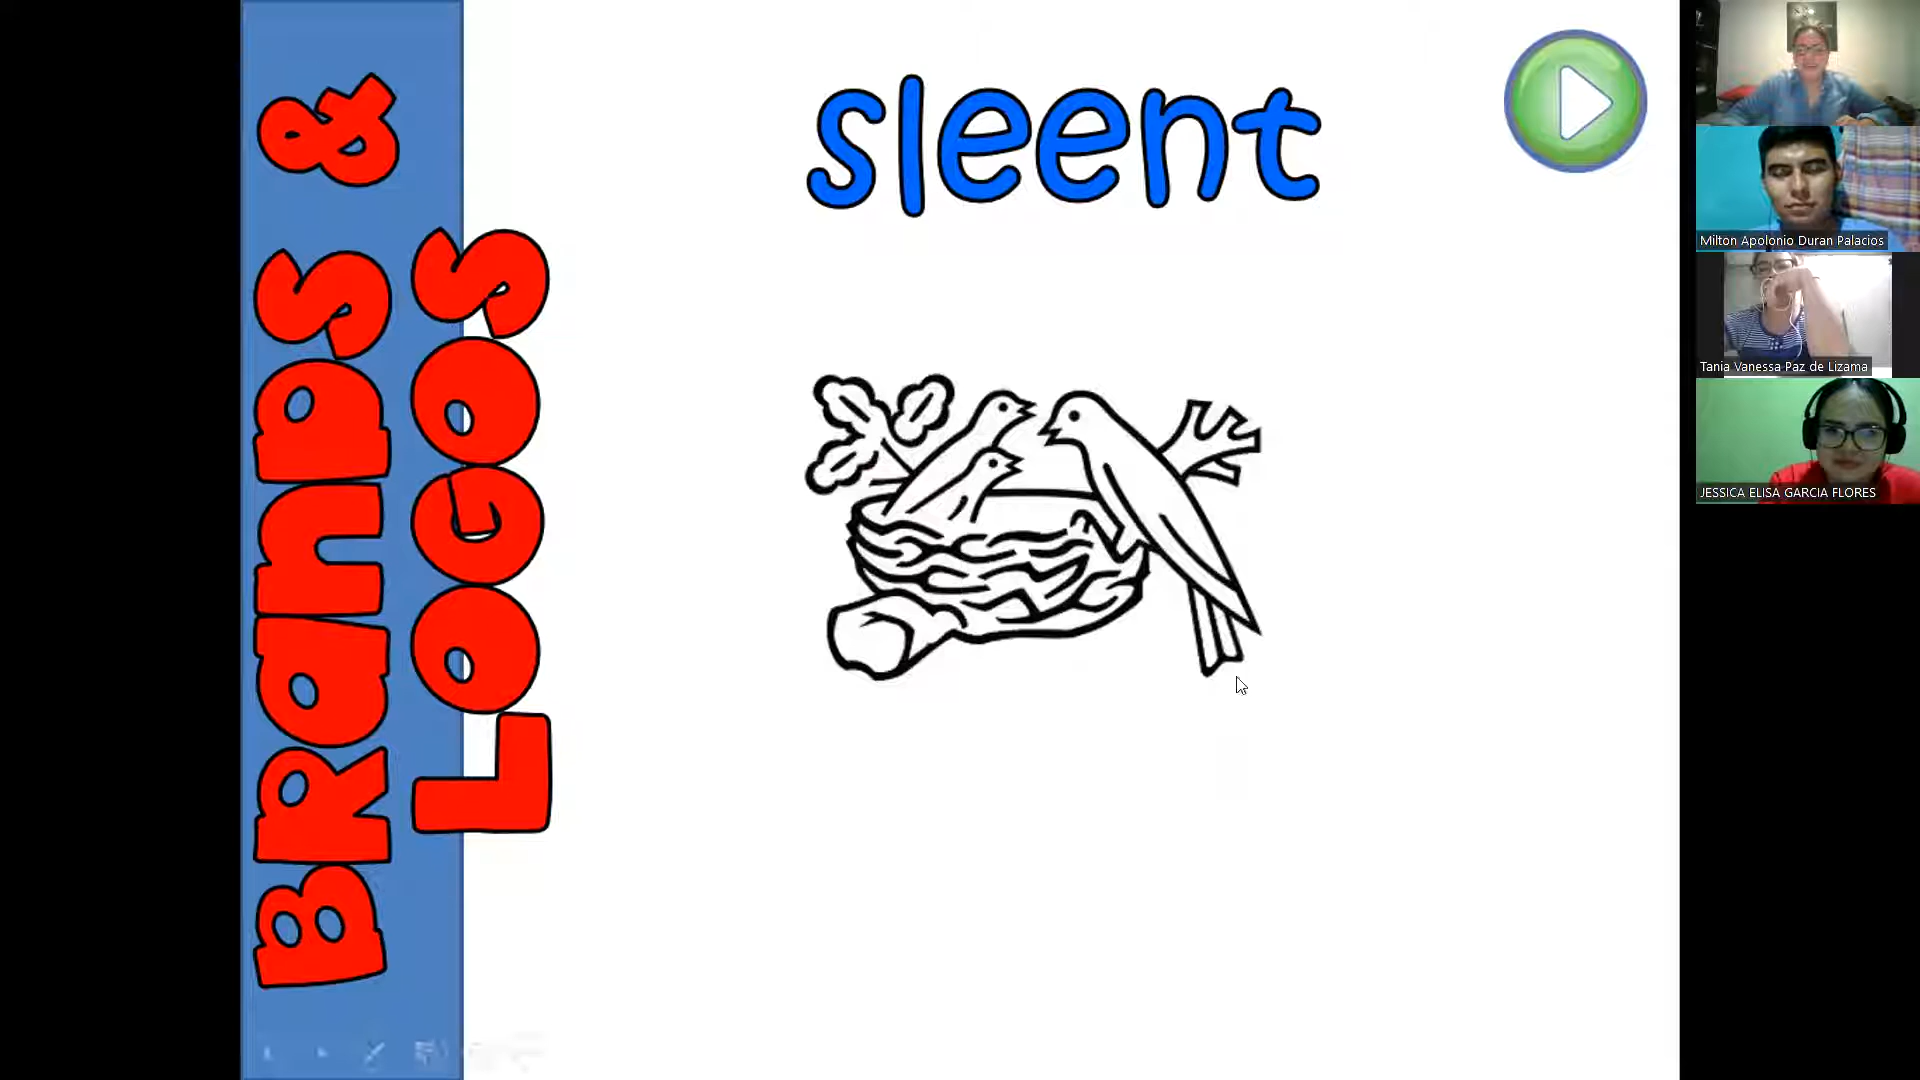 BRanDS &
LOGOS
sleent
Milton Apolonio Duran Palacios
Tania Vanessa Paz de Lizama
JESSICA ELISA GARCIA FLORES